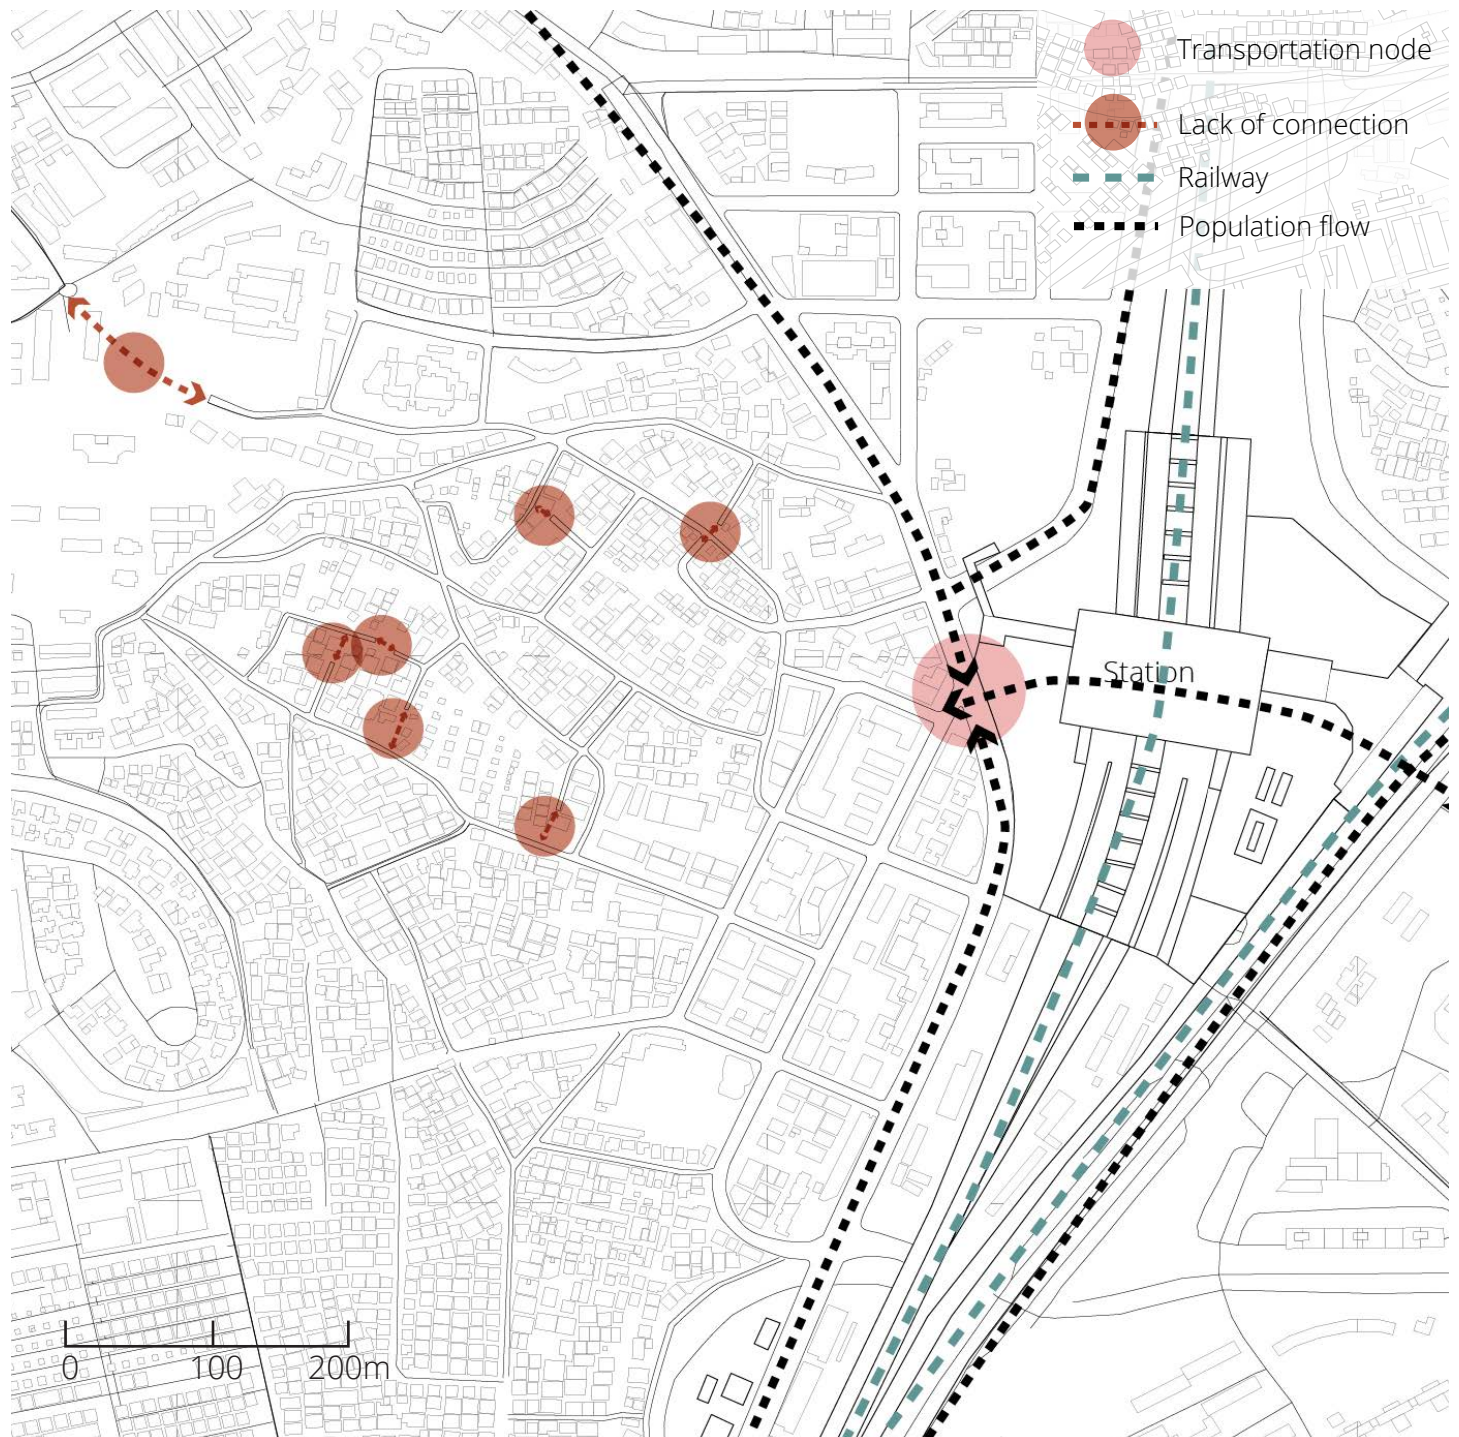 Transportation node
Lack of connection
Railway
Population flow
Station
0 100 200m